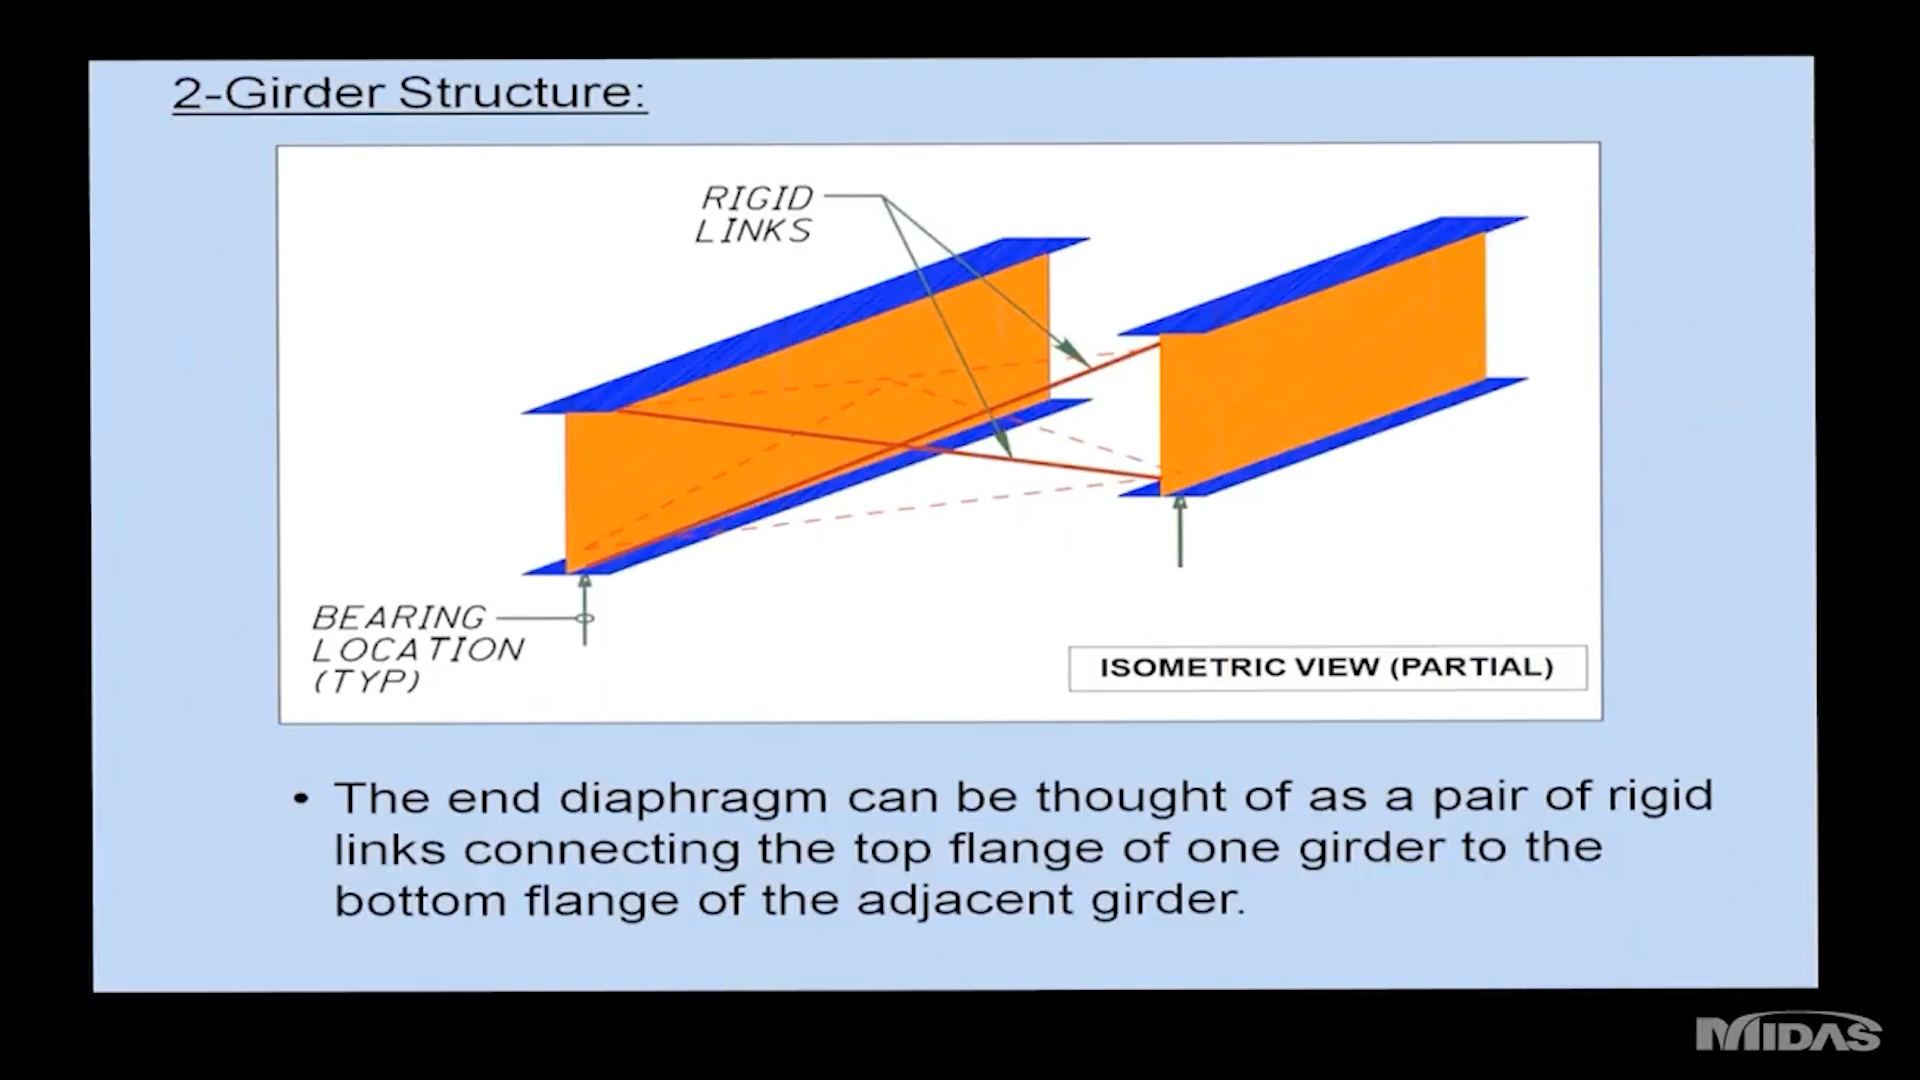 2-Girder Structure:
RIGID
LINKS
BEARING
LOCATION
(TYP)
ISOMETRIC VIEW (PARTIAL)
• The end diaphragm can be thought of as a pair of rigid
links connecting the top flange of one girder to the
bottom flange of the adjacent girder.
MIDAS